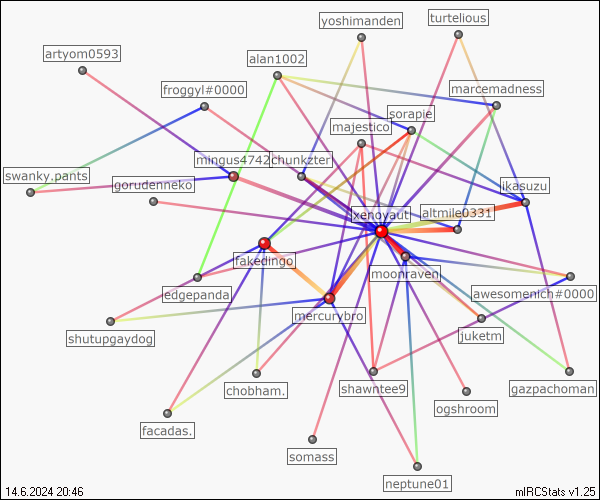 yoshimanden
turtelious
artyom0593
alan1002
froggyl#0000
marcemadness
sorapie
majestico
mingus4742
chunkzter
swanky.pants
gorudenneko
ikasuzu
xenoyaut
altmile0331
fakedingo
moonraven
edgepanda
awesomerich#0000
mercurybro
shutupgaydog
juketm
chobham.
shawntee9
gazpachoman
ogshroom
facadas.
somass
neptune01
14.6.2024 20:46
mIRCStats v1.25